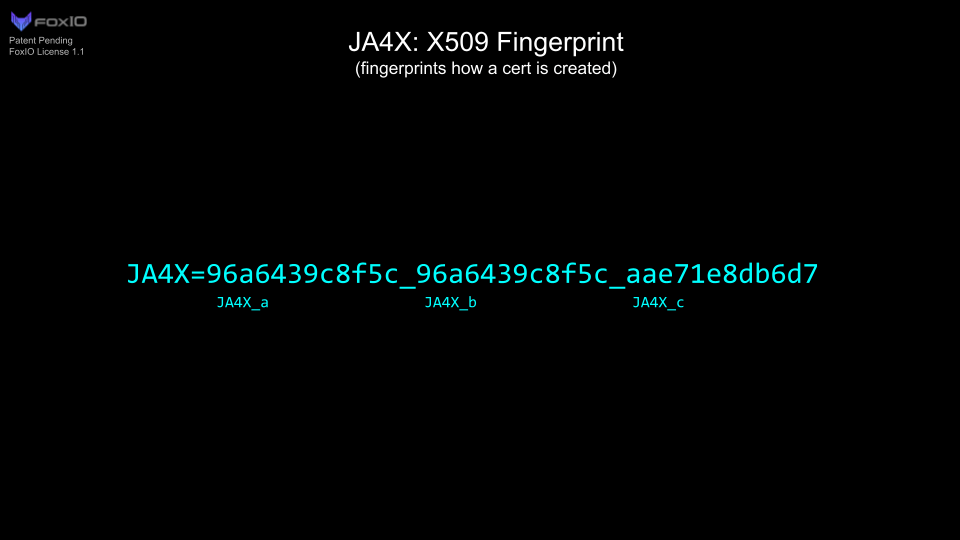 FOXIO
Patent Pending
FoxIO License 1.1
JA4X: X509 Fingerprint
(fingerprints how a cert is created)
JA4X=96a6439c8f5c_96a6439c8f5c_aae71e8db6d7
JA4X_a JA4X_b JA4X_c